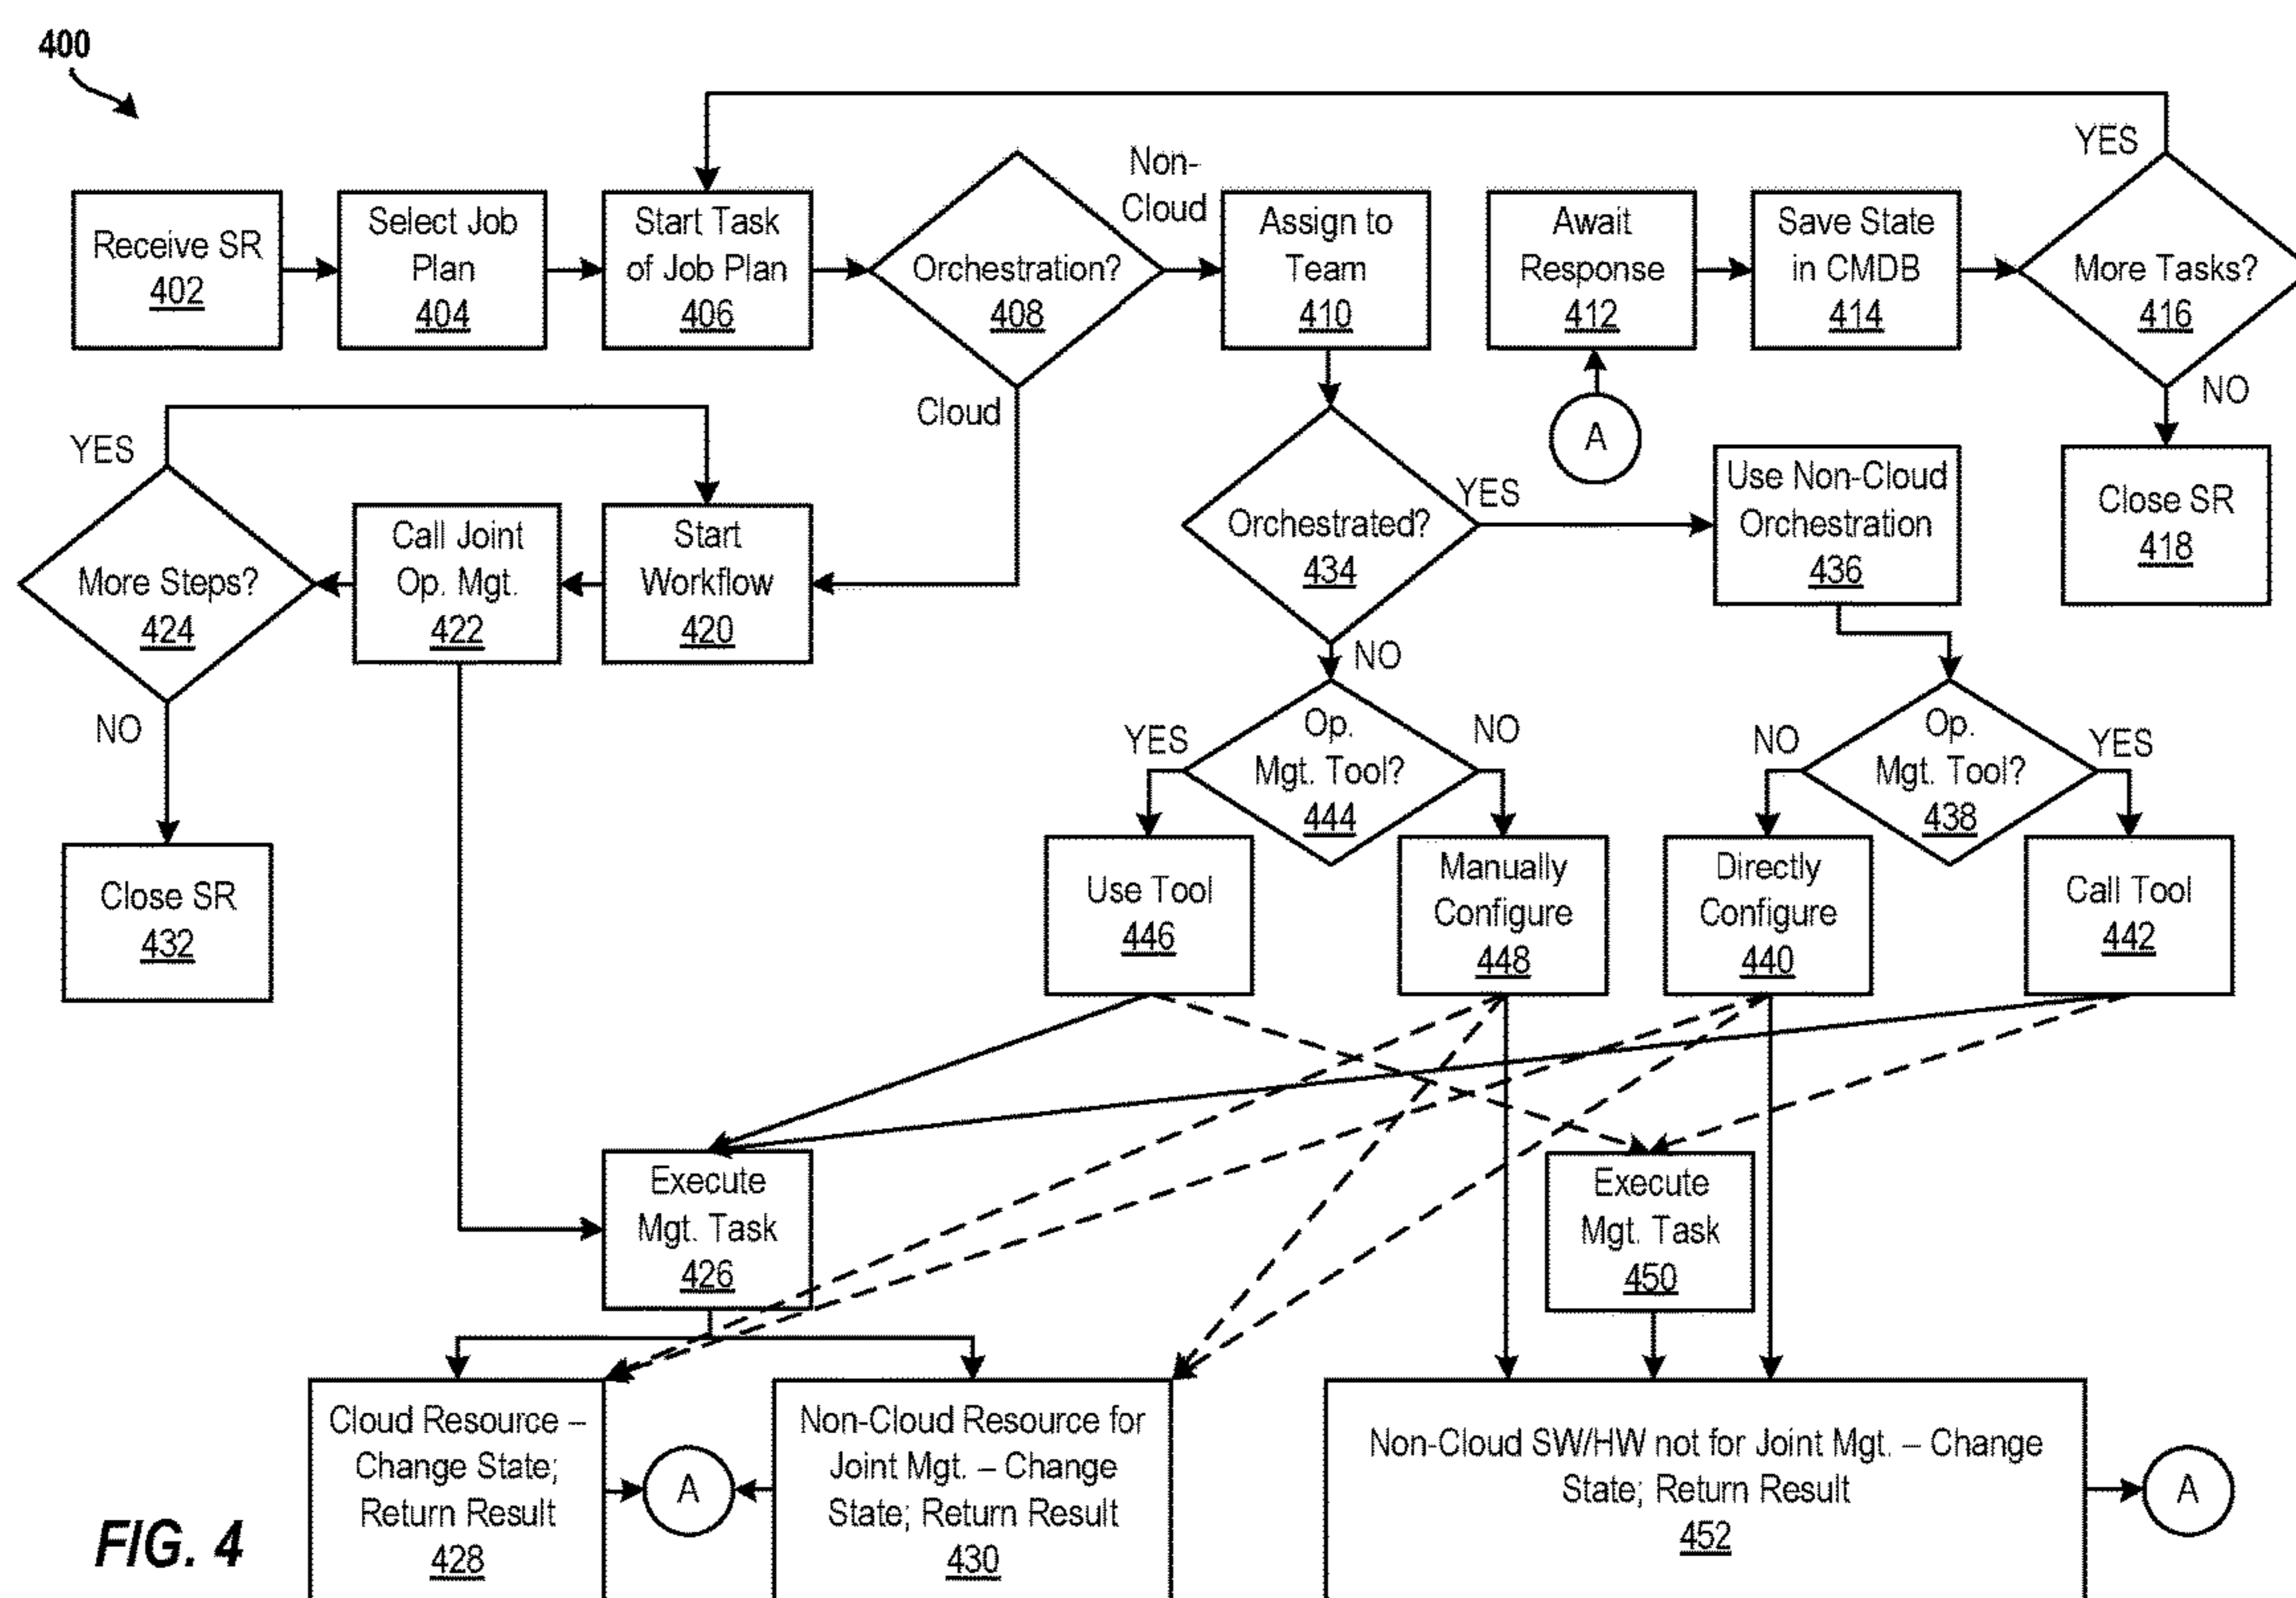 400
Receive SR
402
Select Job
Plan
404
Start Task
of Job Plan
406
Orchestration?
408
Non-
Cloud
Cloud
Assign to
Team
410
Await
Response
412
Save State
in CMDB
414
YES
More Tasks?
416
NO
A
Close SR
418
YES
More Steps?
424
NO
Call Joint
Op. Mgt.
422
Start
Workflow
420
Orchestrated?
434
YES
NO
Use Non-Cloud
Orchestration
436
Close SR
432
YES
Op.
Mgt. Tool?
444
NO
NO
Op.
Mgt. Tool?
438
YES
Use Tool
446
Manually
Configure
448
Directly
Configure
440
Call Tool
442
Execute
Mgt. Task
426
Execute
Mgt. Task
450
Cloud Resource –
Change State;
Return Result
428
A
Non-Cloud Resource for
Joint Mgt. – Change
State; Return Result
430
Non-Cloud SW/HW not for Joint Mgt. – Change
State; Return Result
452
A
FIG. 4